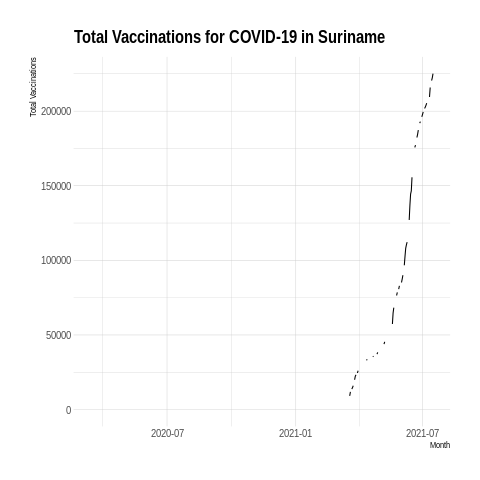 Total Vaccinations for COVID-19 in Suriname
Total Vaccinations
200000
150000
100000
50000
0
2020-07
2021-01
2021-07
Month